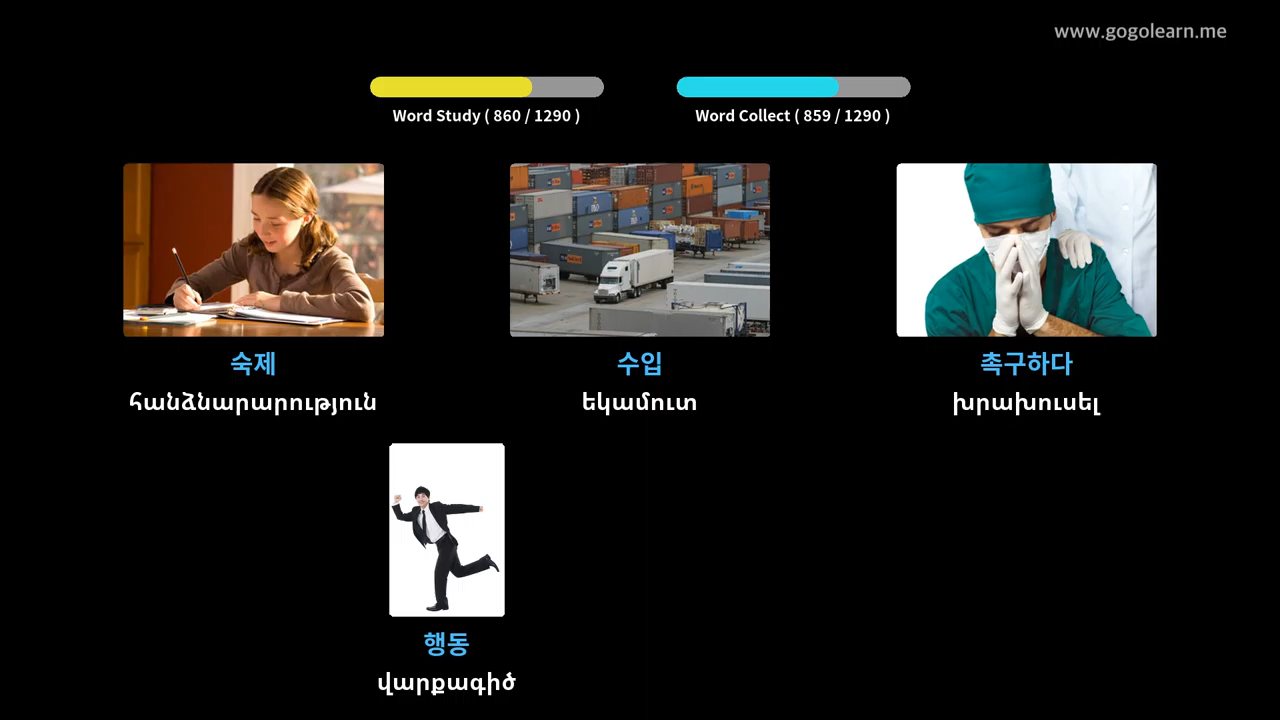 www.gogolearn.me
Word Study ( 860 / 1290 )
Word Collect ( 859 / 1290 )
숙제
հանձնարարություն
수입
եկամուտ
촉구하다
խրախուսել
행동
վարքագիծ